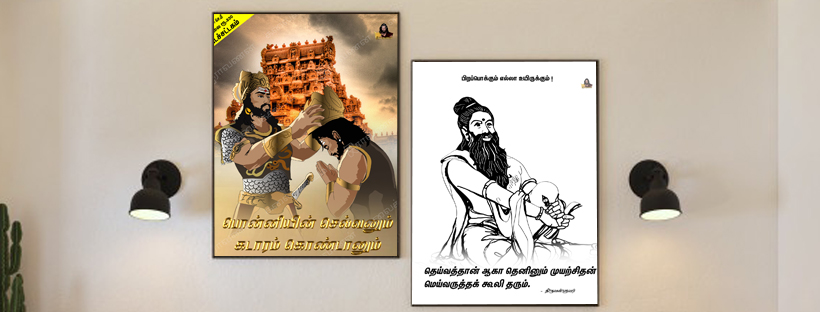 பொன்னியின் செல்வனும்
கடாரம் கொண்டானும்
பிறப்பொக்கும் எல்லா உயிருக்கும் !
தெய்வத்தான் ஆகா தெனினும் முயற்சிதன்
மெய்வருத்தக் கூலி தரும்.
- திருவள்ளுவர்